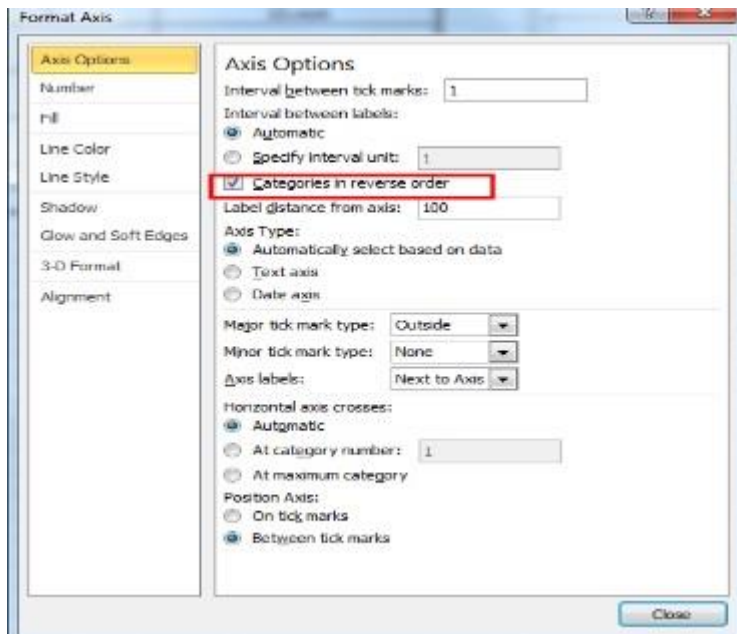 Format Axis
Axis Options
Number
Fill
Line Color
Line Style
Shadow
Glow and Soft Edges
3-D Format
Alignment
Axis Options
Interval between tick marks: 1
Interval between labels:
Automatic
Specify interval unit: 1
Categories in reverse order
Label distance from axis: 100
Axis Type:
Automatically select based on data
Text axis
Date axis
Major tick mark type: Outside
Minor tick mark type: None
Axis labels: Next to Axis
Horizontal axis crosses:
Automatic
At category number: 1
At maximum category
Position Axis:
On tick marks
Between tick marks
Close